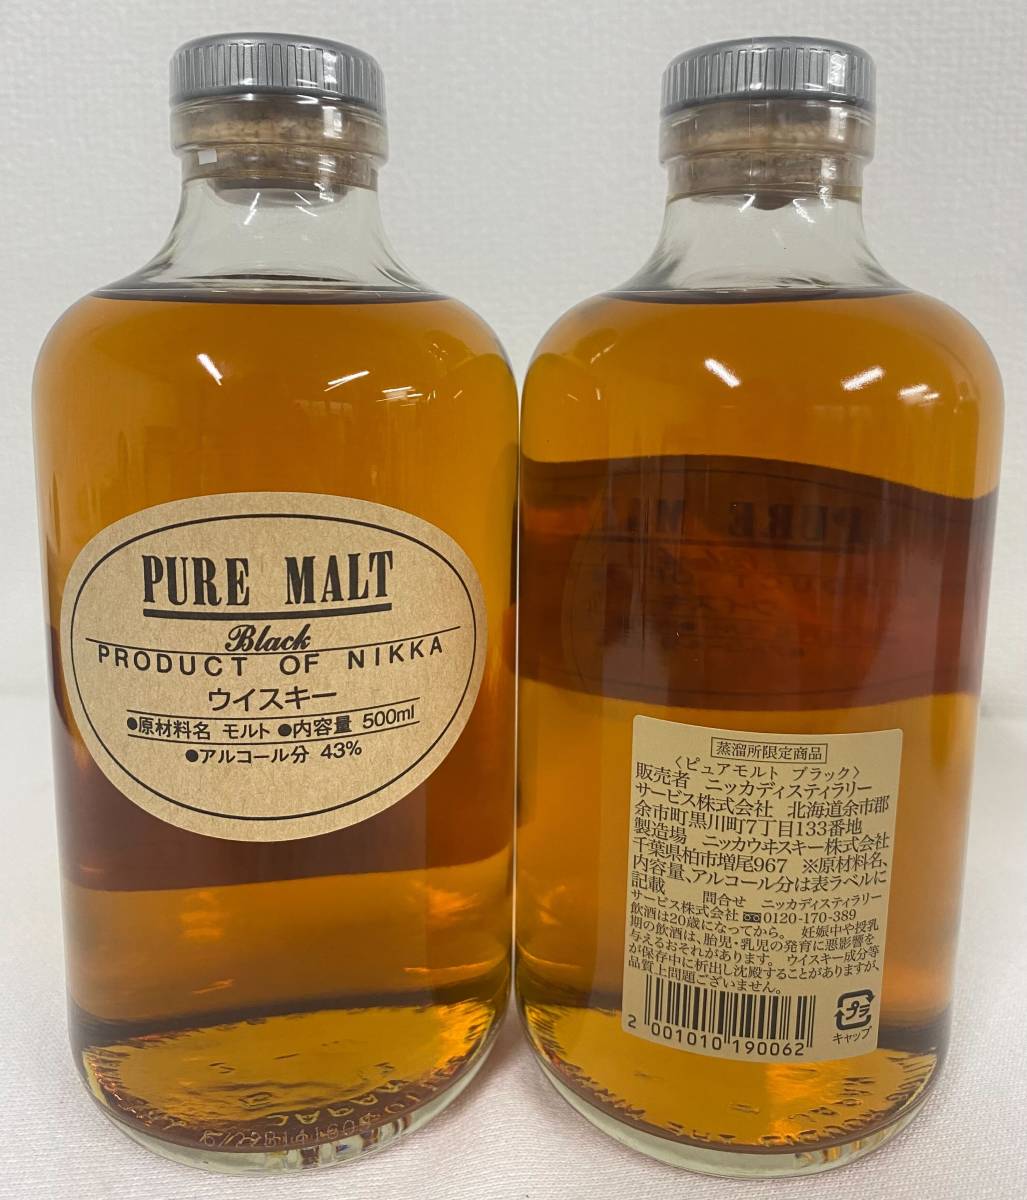 PURE MALT
Black
PRODUCT OF NIKKA
ウイスキー
●原材料名 モルト ●内容量 500ml
●アルコール分 43%
蒸溜所限定商品
〈ピュアモルト ブラック〉
販売者 ニッカディスティラリー
サービス株式会社 北海道余市郡
余市町黒川町7丁目133番地
製造場 ニッカウヰスキー株式会社
千葉県柏市増尾967 ※原材料名、
内容量、アルコール分は表ラベルに
記載 問合せ ニッカディスティラリー
サービス株式会社 0120-170-389
飲酒は20歳になってから。 妊娠中や授乳
期の飲酒は、胎児・乳児の発育に悪影響を
与えるおそれがあります。 ウイスキー成分等
が保存中に析出し沈殿することがありますが、
品質上問題ございません。
2 001010 190062
プラ
キャップ
PURE MA